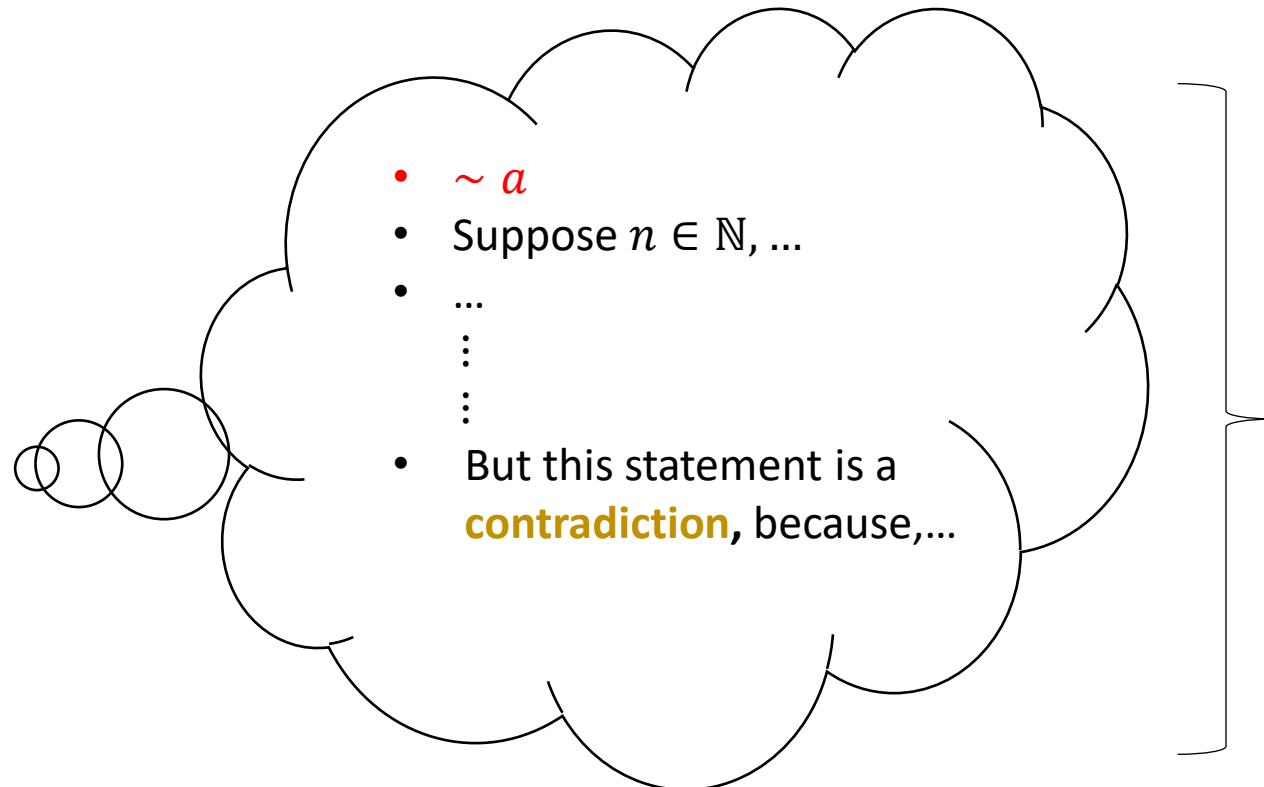 • ~ a
• Suppose n ∈ ℕ, ...
• ...
⋮
⋮
• But this statement is a
contradiction, because,...